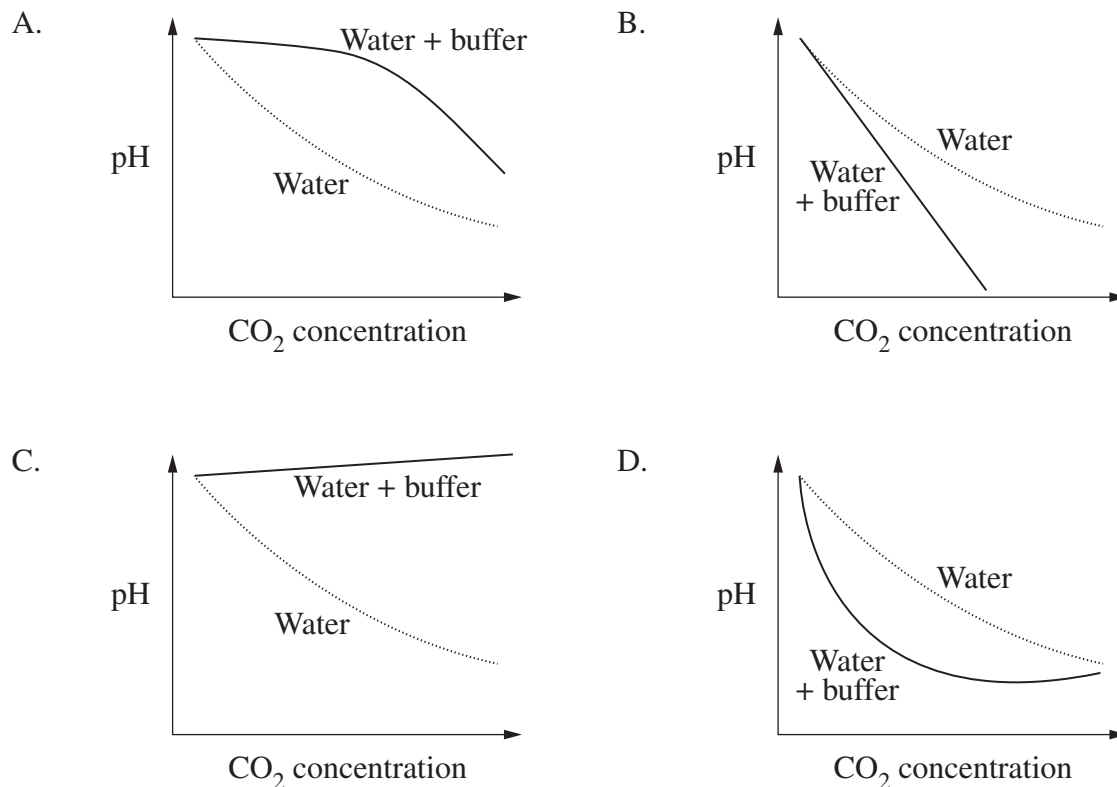 A.
Water + buffer
pH
Water
CO2 concentration
B.
Water
pH
Water
+ buffer
CO2 concentration
C.
Water + buffer
pH
Water
CO2 concentration
D.
Water
pH
Water
+ buffer
CO2 concentration